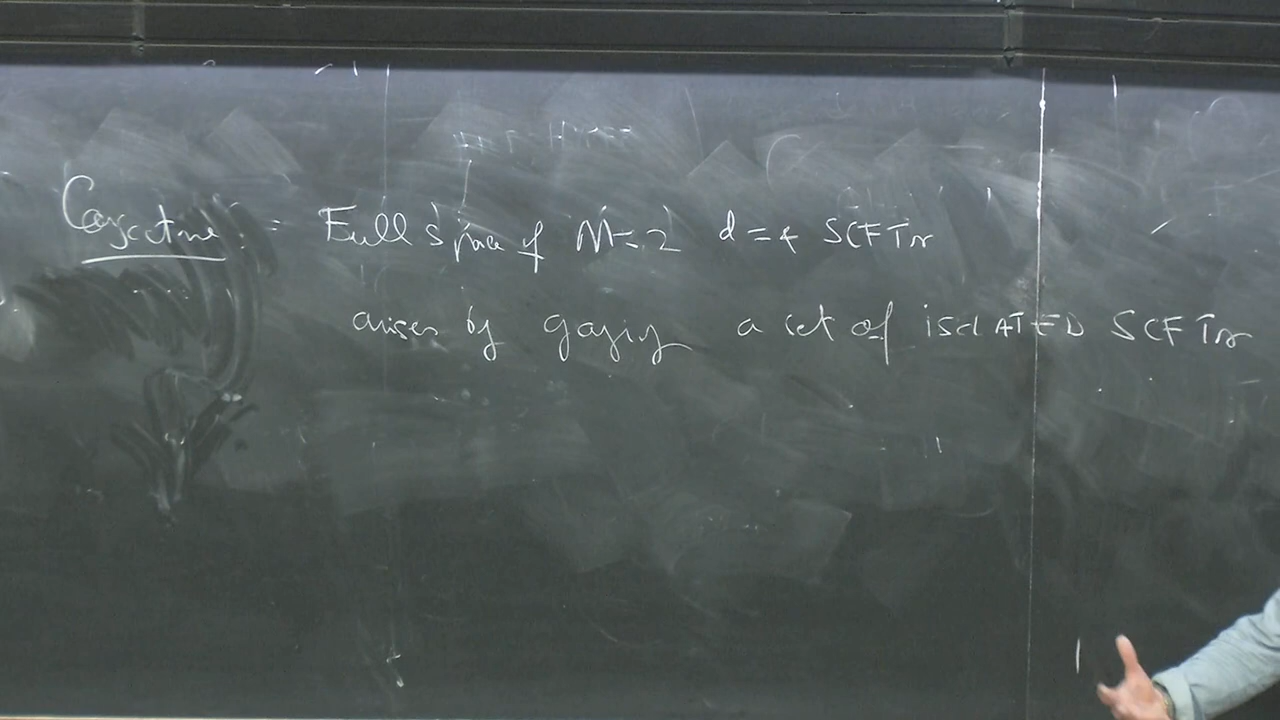 Conjecture: Full space of N=2 d=4 SCFTs
arises by gauging a set of ISOLATED SCFTs